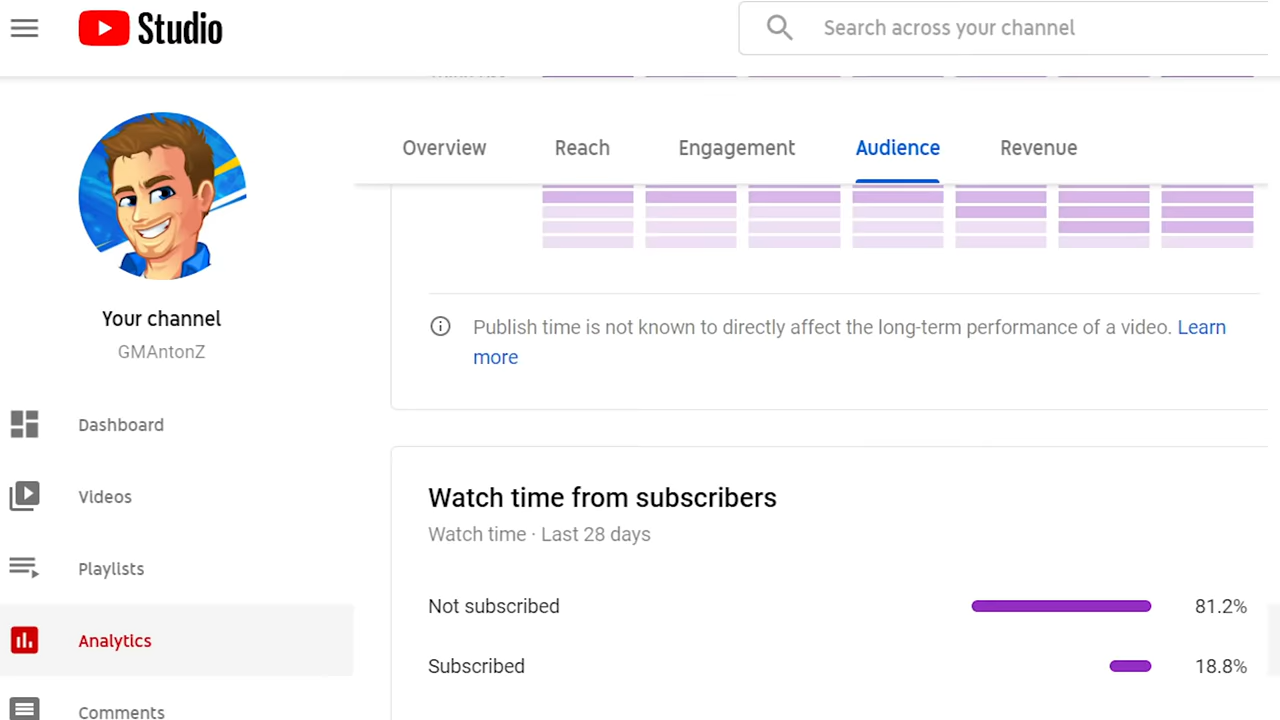 Studio
Search across your channel
Overview
Reach
Engagement
Audience
Revenue
Your channel
GMAntonZ
Dashboard
Videos
Playlists
Analytics
Comments
Publish time is not known to directly affect the long-term performance of a video. Learn
more
Watch time from subscribers
Watch time · Last 28 days
Not subscribed 81.2%
Subscribed 18.8%